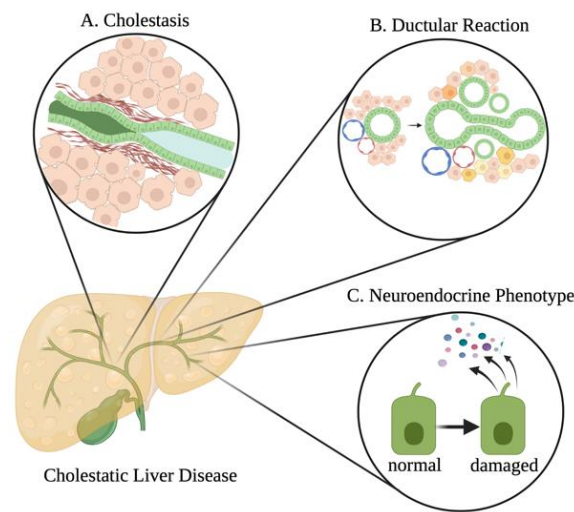 A. Cholestasis
B. Ductular Reaction
C. Neuroendocrine Phenotype
normal
damaged
Cholestatic Liver Disease